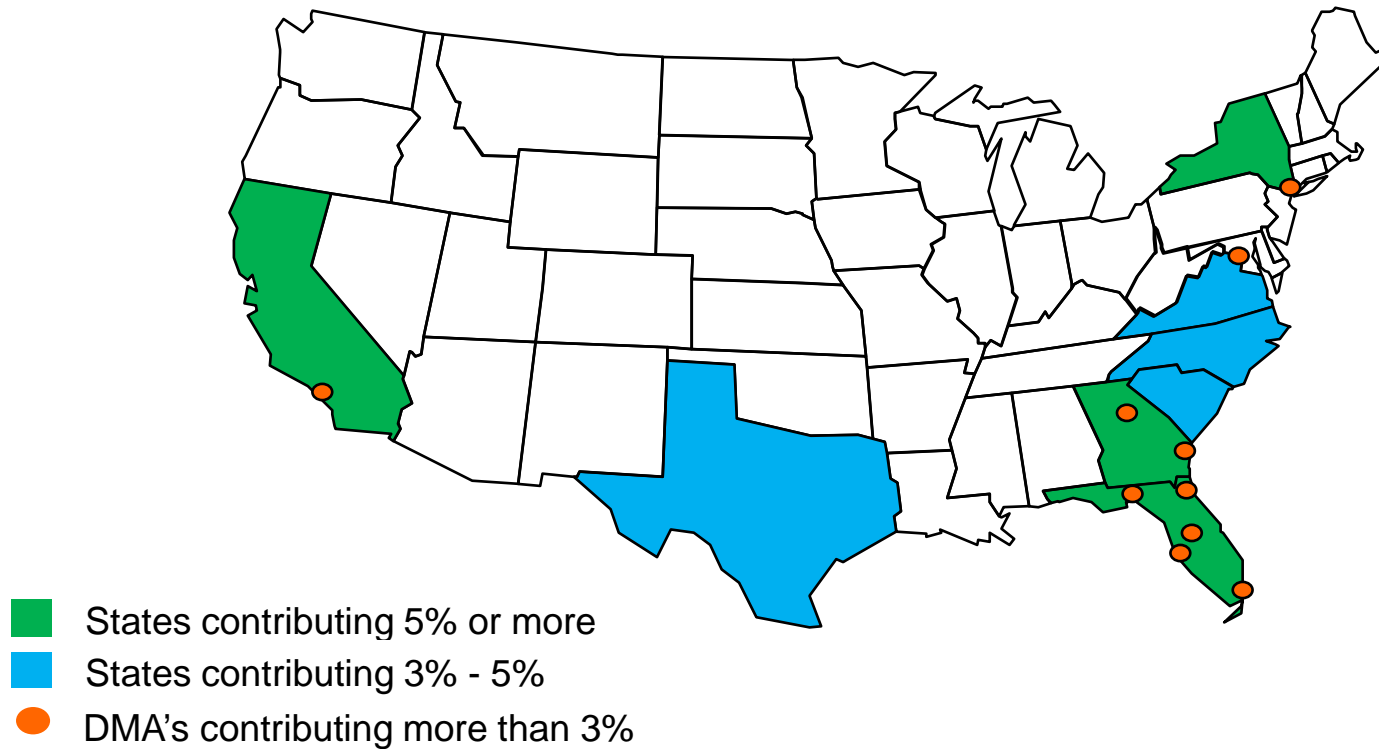 States contributing 5% or more
States contributing 3% - 5%
DMA’s contributing more than 3%